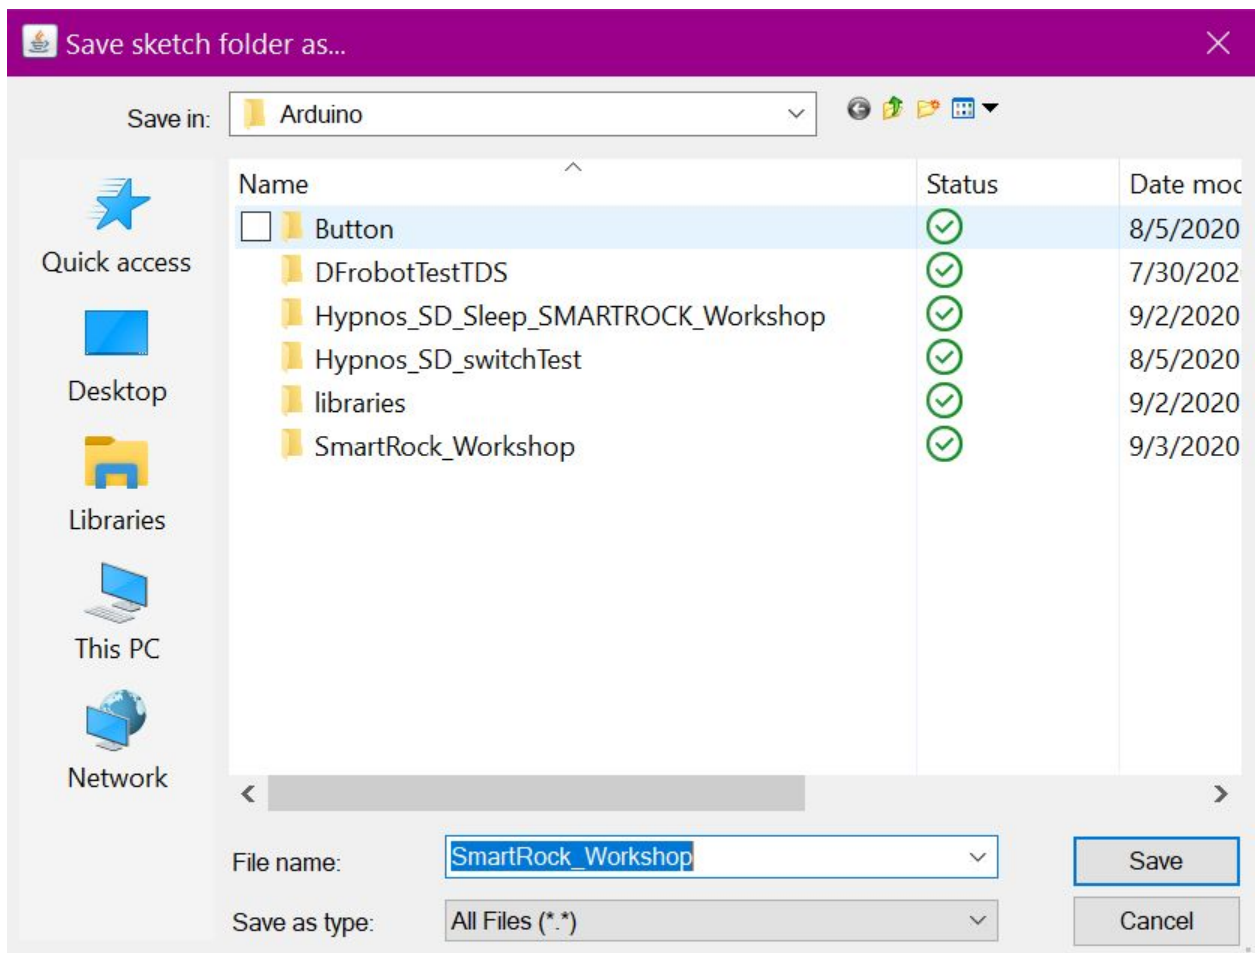 Save sketch folder as...
Save in: Arduino
Name Status Date moc
Button 8/5/2020
DFrobotTestTDS 7/30/202
Hypnos_SD_Sleep_SMARTROCK_Workshop 9/2/2020
Hypnos_SD_switchTest 8/5/2020
libraries 9/2/2020
SmartRock_Workshop 9/3/2020
Quick access
Desktop
Libraries
This PC
Network
File name: SmartRock_Workshop Save
Save as type: All Files (*.*) Cancel